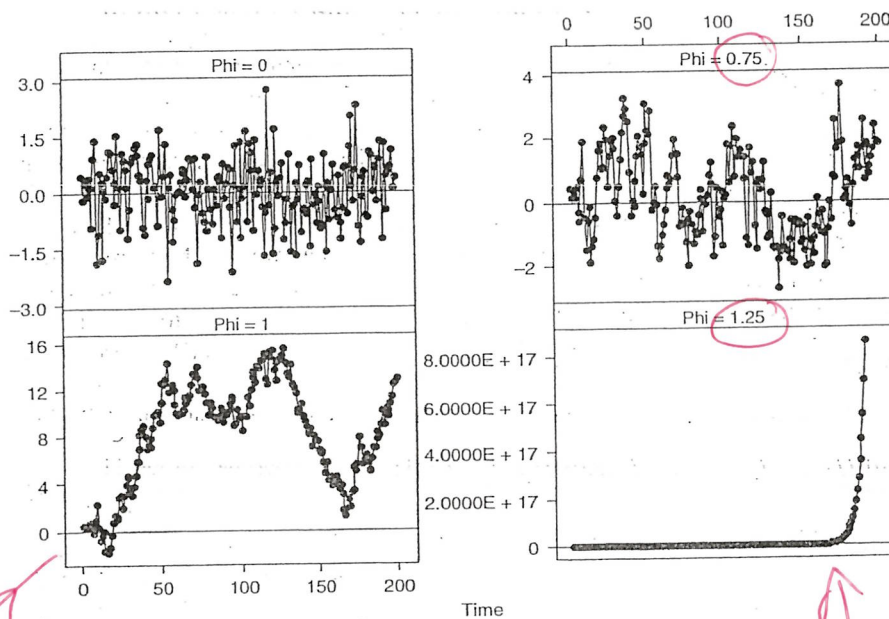 0 50 100 150 200
Phi = 0
Phi = 0.75
3.0
1.5
0.0
−1.5
−3.0
4
2
0
−2
Phi = 1
Phi = 1.25
16
12
8
4
0
8.0000E + 17
6.0000E + 17
4.0000E + 17
2.0000E + 17
0
0 50 100 150 200
Time